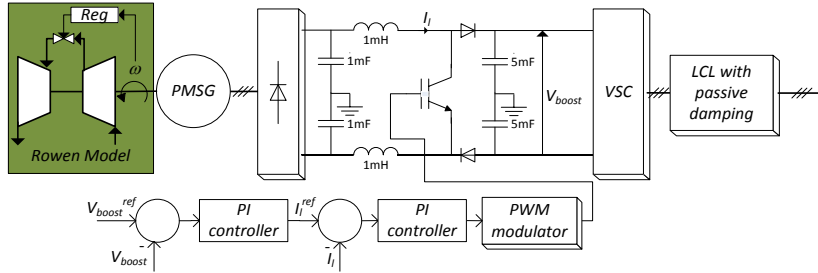 Reg
ω
Rowen Model
PMSG
1mH
I_l
1mF
1mF
1mH
5mF
5mF
V_boost
VSC
LCL with
passive
damping
V_boost^ref
-
V_boost
PI
controller
I_l^ref
-
I_l
PI
controller
PWM
modulator